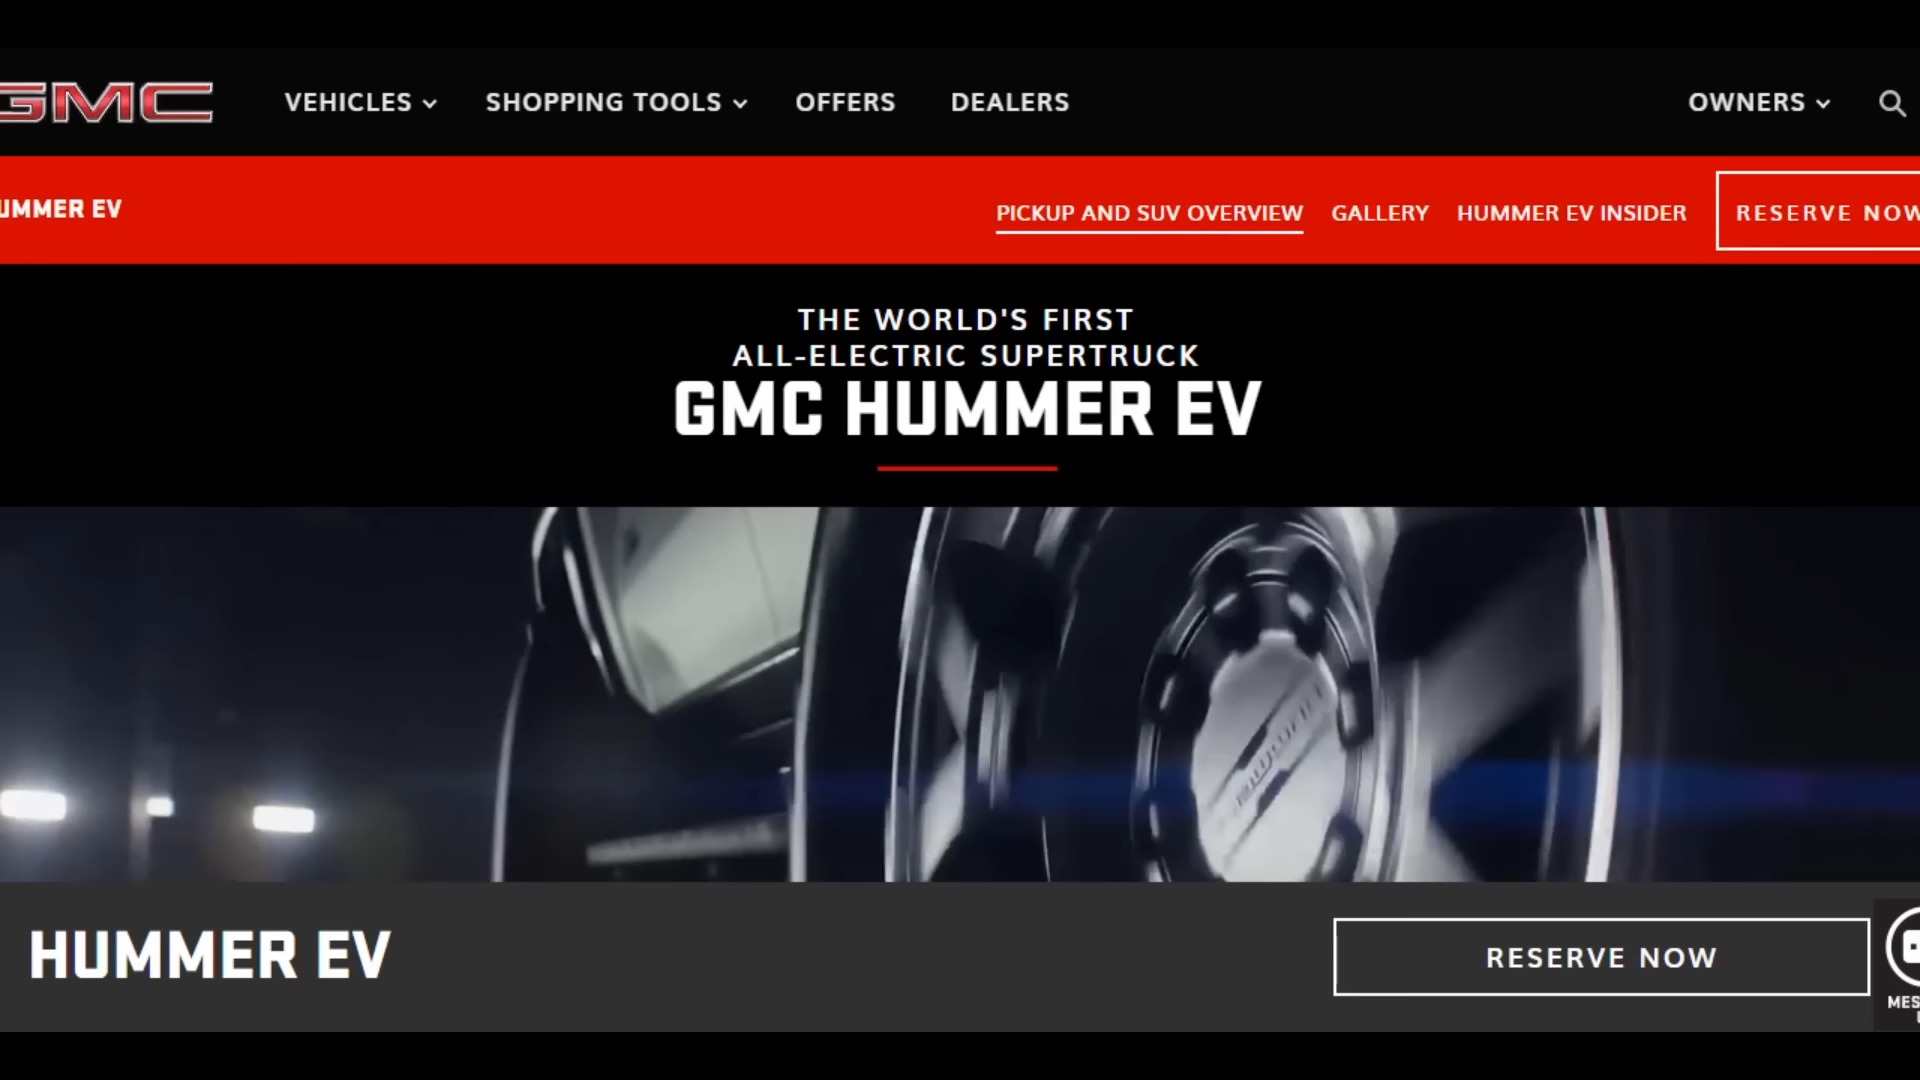 GMC
VEHICLES
SHOPPING TOOLS
OFFERS
DEALERS
OWNERS
UMMER EV
PICKUP AND SUV OVERVIEW
GALLERY
HUMMER EV INSIDER
RESERVE NOW
THE WORLD'S FIRST
ALL-ELECTRIC SUPERTRUCK
GMC HUMMER EV
HUMMER EV
RESERVE NOW
MES